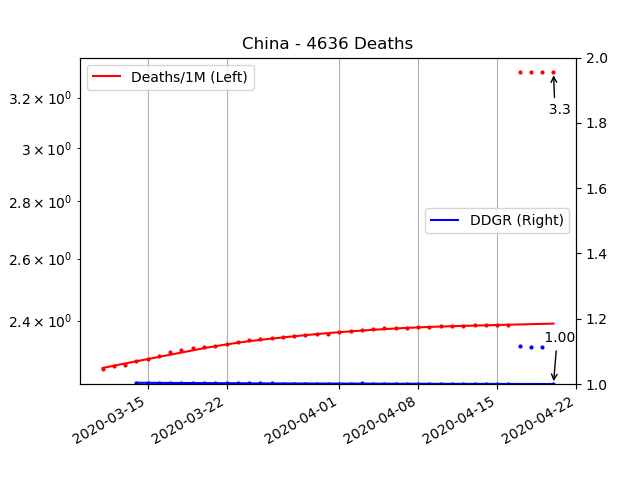 China - 4636 Deaths
Deaths/1M (Left)
DDGR (Right)
3.2 × 10⁰
3 × 10⁰
2.8 × 10⁰
2.6 × 10⁰
2.4 × 10⁰
2.0
1.8
1.6
1.4
1.2
1.0
3.3
1.00
2020-03-15
2020-03-22
2020-04-01
2020-04-08
2020-04-15
2020-04-22